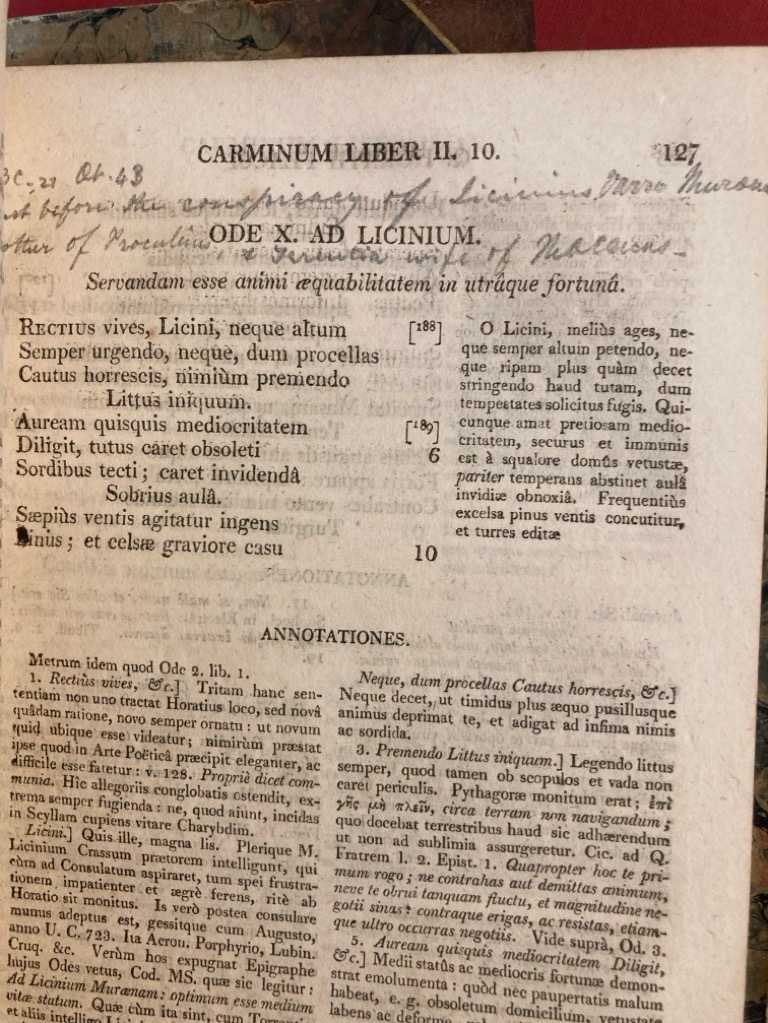 CARMINUM LIBER II. 10.
127
Ob. 43
before the conspiracy of Licinius Varro
of Proculeius & Terentia wife of Maecenas-
ODE X. AD LICINIUM.
Servandam esse animi æquabilitatem in utrâque fortunâ.
RECTIUS vives, Licini, neque altum [188]
Semper urgendo, neque, dum procellas
Cautus horrescis, nimiùm premendo
Littus iniquum.
Auream quisquis mediocritatem [189]
Diligit, tutus caret obsoleti 6
Sordibus tecti; caret invidendâ
Sobrius aulâ.
Sæpiùs ventis agitatur ingens
Pinus; et celsæ graviore casu 10
O Licini, meliùs ages, ne-
que semper altum petendo, ne-
que ripam plus quàm decet
stringendo haud tutam, dum
tempestates solicitus fugis. Qui-
cunque amat pretiosam medio-
critatem, securus et immunis
est à squalore domûs vetustæ,
pariter temperans abstinet aulâ
invidiæ obnoxiâ. Frequentiùs
excelsa pinus ventis concutitur,
et turres editæ
ANNOTATIONES.
Metrum idem quod Ode 2. lib. 1.
1. Rectiùs vives, &c.] Tritam hanc sen-
tentiam non uno tractat Horatius loco, sed novâ
quâdam ratione, novo semper ornatu: ut novum
quid ubique esse videatur; nimirùm præstat
ipse quod in Arte Poëticâ præcipit eleganter, ac
difficile esse fatetur: v. 128. Propriè dicet com-
munia. Hîc allegoriis conglobatis ostendit, ex-
trema semper fugienda: ne, quod aiunt, incidas
in Scyllam cupiens vitare Charybdim.
Licini.] Quis ille, magna lis. Plerique M.
Licinium Crassum prætorem intelligunt, qui
cùm ad Consulatum aspiraret, tum spei frustra-
tionem impatienter et ægrè ferens, ritè ab
Horatio sit monitus. Is verò postea consulare
munus adeptus est, gessitque cum Augusto,
anno U. C. 723. Ita Acron. Porphyrio, Lubin.
Cruq. &c. Verùm hos expugnat Epigraphe
hujus Odes vetus, Cod. MS. quæ sic legitur:
Ad Licinium Murænam: optimum esse medium
vitæ statum. Quæ cùm ita sint, cum Torrentio
et aliis intelligo
Neque, dum procellas Cautus horrescis, &c.]
Neque decet, ut timidus plus æquo pusillusque
animus deprimat te, et adigat ad infima nimis
ac sordida.
3. Premendo Littus iniquum.] Legendo littus
semper, quod tamen ob scopulos et vada non
caret periculis. Pythagoræ monitum erat; ἐπὶ
γῆς μὴ πλεῖν, circa terram non navigandum;
quo docebat terrestribus haud sic adhærendum
ut non ad sublimia assurgeretur. Cic. ad Q.
Fratrem l. 2. Epist. 1. Quapropter hoc te pri-
mum rogo; ne contrahas aut demittas animum,
neve te obrui tanquam fluctu, et magnitudine ne-
gotii sinas: contraque erigas, ac resistas, etiam-
que ultro occurras negotiis. Vide suprà, Od. 3.
5. Auream quisquis mediocritatem Diligit,
&c.] Medii statûs ac mediocris fortunæ demon-
strat emolumenta: quòd nec paupertatis malum
habeat, e. g. obsoletum domicilium, vetustate
labens ac deforme,